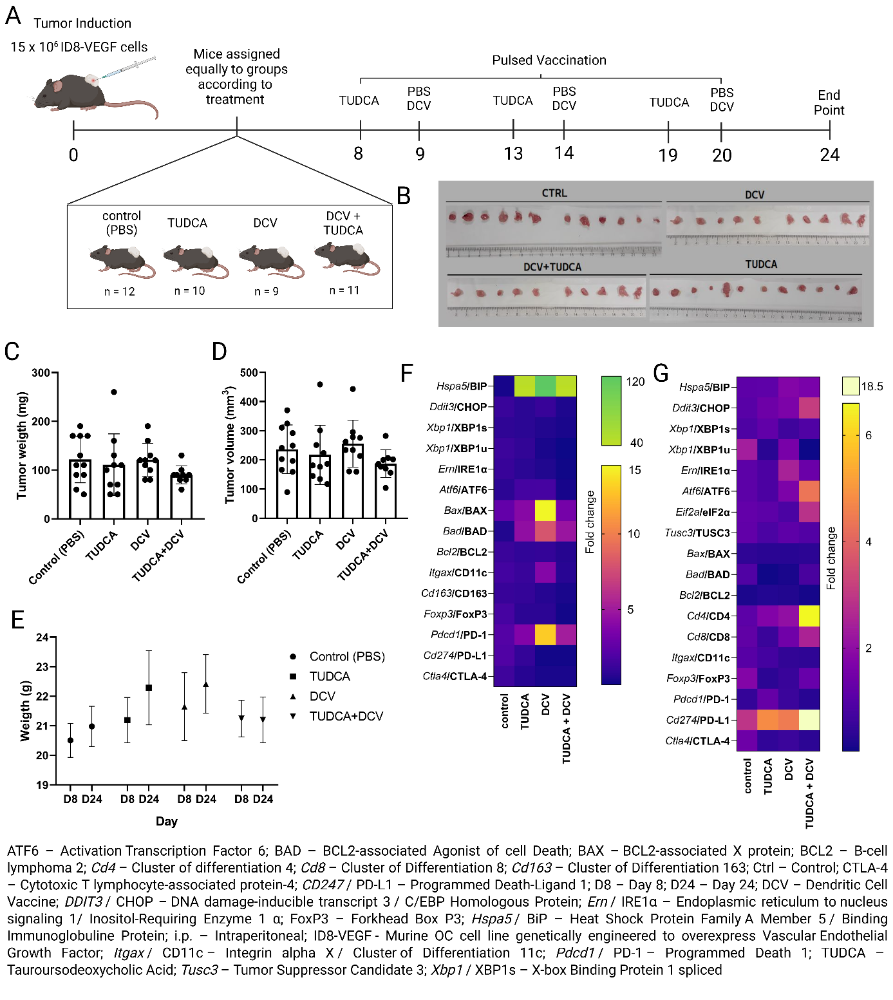 A
Tumor Induction
15 x 10⁶ ID8-VEGF cells
Mice assigned
equally to groups
according to
treatment
Pulsed Vaccination
TUDCA
PBS
DCV
TUDCA
PBS
DCV
TUDCA
PBS
DCV
End
Point
0
8
9
13
14
19
20
24
control
(PBS)
TUDCA
DCV
DCV +
TUDCA
n = 12
n = 10
n = 9
n = 11
B
CTRL
DCV
DCV+TUDCA
TUDCA
C
Tumor weigth (mg)
300
200
100
0
Control (PBS)
TUDCA
DCV
TUDCA+DCV
D
Tumor volume (mm³)
500
400
300
200
100
0
Control (PBS)
TUDCA
DCV
TUDCA+DCV
E
Weigth (g)
24
23
22
21
20
19
D8 D24 D8 D24 D8 D24 D8 D24
Day
Control (PBS)
TUDCA
DCV
TUDCA+DCV
F
Hspa5/BIP
Ddit3/CHOP
Xbp1/XBP1s
Xbp1/XBP1u
Ern/IRE1α
Atf6/ATF6
Bax/BAX
Bad/BAD
Bcl2/BCL2
Itgax/CD11c
Cd163/CD163
Foxp3/FoxP3
Pdcd1/PD-1
Cd274/PD-L1
Ctla4/CTLA-4
control
TUDCA
DCV
TUDCA + DCV
120
40
15
10
5
Fold change
G
Hspa5/BIP
Ddit3/CHOP
Xbp1/XBP1s
Xbp1/XBP1u
Ern/IRE1α
Atf6/ATF6
Eif2a/eIF2α
Tusc3/TUSC3
Bax/BAX
Bad/BAD
Bcl2/BCL2
Cd4/CD4
Cd8/CD8
Itgax/CD11c
Foxp3/FoxP3
Pdcd1/PD-1
Cd274/PD-L1
Ctla4/CTLA-4
control
TUDCA
DCV
TUDCA + DCV
18.5
6
4
2
Fold change
ATF6 – Activation Transcription Factor 6; BAD – BCL2-associated Agonist of cell Death; BAX – BCL2-associated X protein; BCL2 – B-cell
lymphoma 2; Cd4 – Cluster of differentiation 4; Cd8 – Cluster of Differentiation 8; Cd163 – Cluster of Differentiation 163; Ctrl – Control; CTLA-4
– Cytotoxic T lymphocyte-associated protein-4; CD247 / PD-L1 – Programmed Death-Ligand 1; D8 – Day 8; D24 – Day 24; DCV – Dendritic Cell
Vaccine; DDIT3 / CHOP – DNA damage-inducible transcript 3 / C/EBP Homologous Protein; Ern / IRE1α – Endoplasmic reticulum to nucleus
signaling 1/ Inositol-Requiring Enzyme 1 α; FoxP3 – Forkhead Box P3; Hspa5 / BiP – Heat Shock Protein Family A Member 5 / Binding
Immunoglobuline Protein; i.p. – Intraperitoneal; ID8-VEGF - Murine OC cell line genetically engineered to overexpress Vascular Endothelial
Growth Factor; Itgax / CD11c – Integrin alpha X / Cluster of Differentiation 11c; Pdcd1 / PD-1 – Programmed Death 1; TUDCA –
Tauroursodeoxycholic Acid; Tusc3 – Tumor Suppressor Candidate 3; Xbp1 / XBP1s – X-box Binding Protein 1 spliced